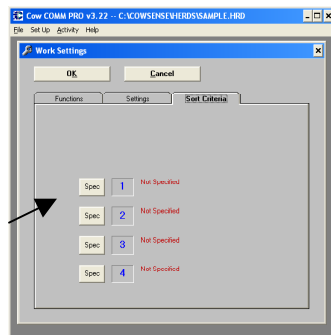 Cow COMM PRO v3.22 -- C:\COWSENSE\HERDS\SAMPLE.HRD
File Set Up Activity Help
Work Settings
OK Cancel
Functions Settings Sort Criteria
Spec 1 Not Specified
Spec 2 Not Specified
Spec 3 Not Specified
Spec 4 Not Specified